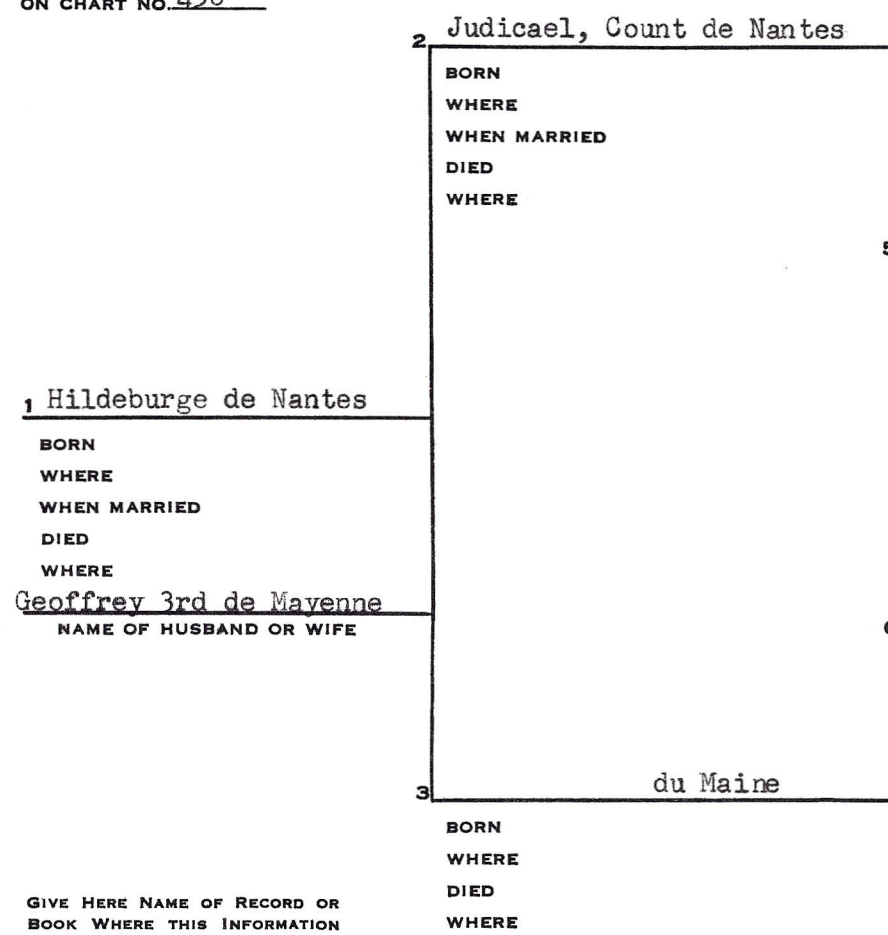 ON CHART NO.
2 Judicael, Count de Nantes
BORN
WHERE
WHEN MARRIED
DIED
WHERE
5
1 Hildeburge de Nantes
BORN
WHERE
WHEN MARRIED
DIED
WHERE
Geoffrey 3rd de Mayenne
NAME OF HUSBAND OR WIFE
3 du Maine
BORN
WHERE
DIED
WHERE
GIVE HERE NAME OF RECORD OR
BOOK WHERE THIS INFORMATION